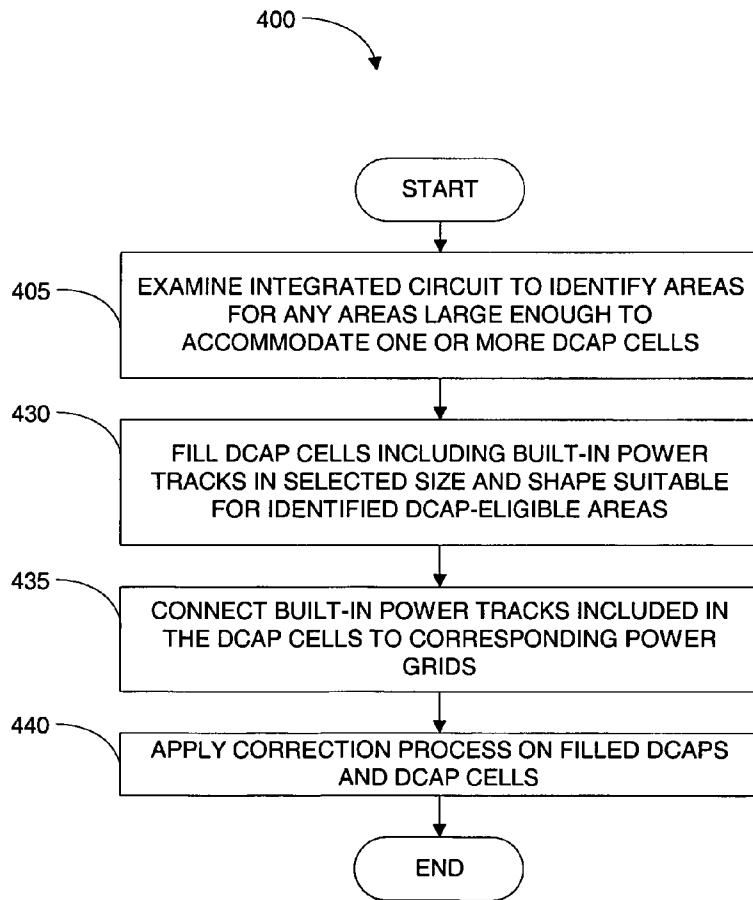 400
START
405
EXAMINE INTEGRATED CIRCUIT TO IDENTIFY AREAS
FOR ANY AREAS LARGE ENOUGH TO
ACCOMMODATE ONE OR MORE DCAP CELLS
430
FILL DCAP CELLS INCLUDING BUILT-IN POWER
TRACKS IN SELECTED SIZE AND SHAPE SUITABLE
FOR IDENTIFIED DCAP-ELIGIBLE AREAS
435
CONNECT BUILT-IN POWER TRACKS INCLUDED IN
THE DCAP CELLS TO CORRESPONDING POWER
GRIDS
440
APPLY CORRECTION PROCESS ON FILLED DCAPS
AND DCAP CELLS
END